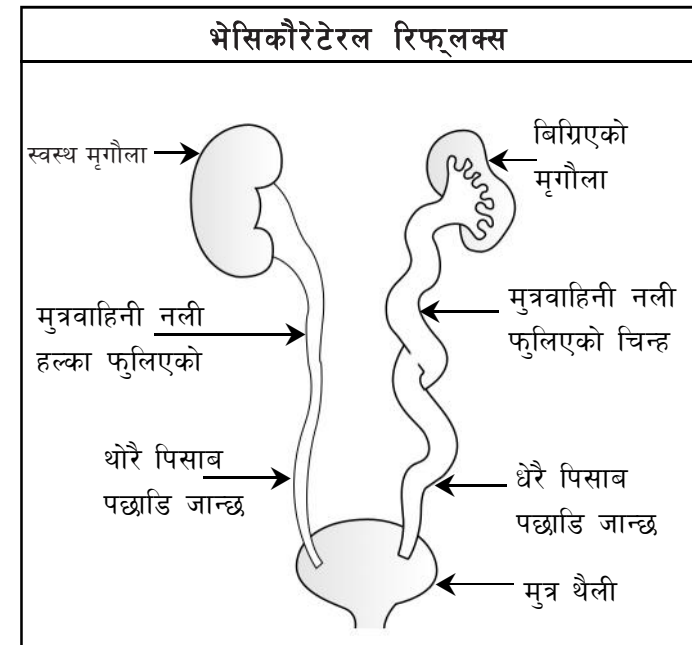 भेसिकौरेटेरल रिफ्लक्स
स्वस्थ मृगौला
बिग्रिएको
मृगौला
मुत्रवाहिनी नली
हल्का फुलिएको
मुत्रवाहिनी नली
फुलिएको चिन्ह
थोरै पिसाब
पछाडि जान्छ
धेरै पिसाब
पछाडि जान्छ
मुत्र थैली